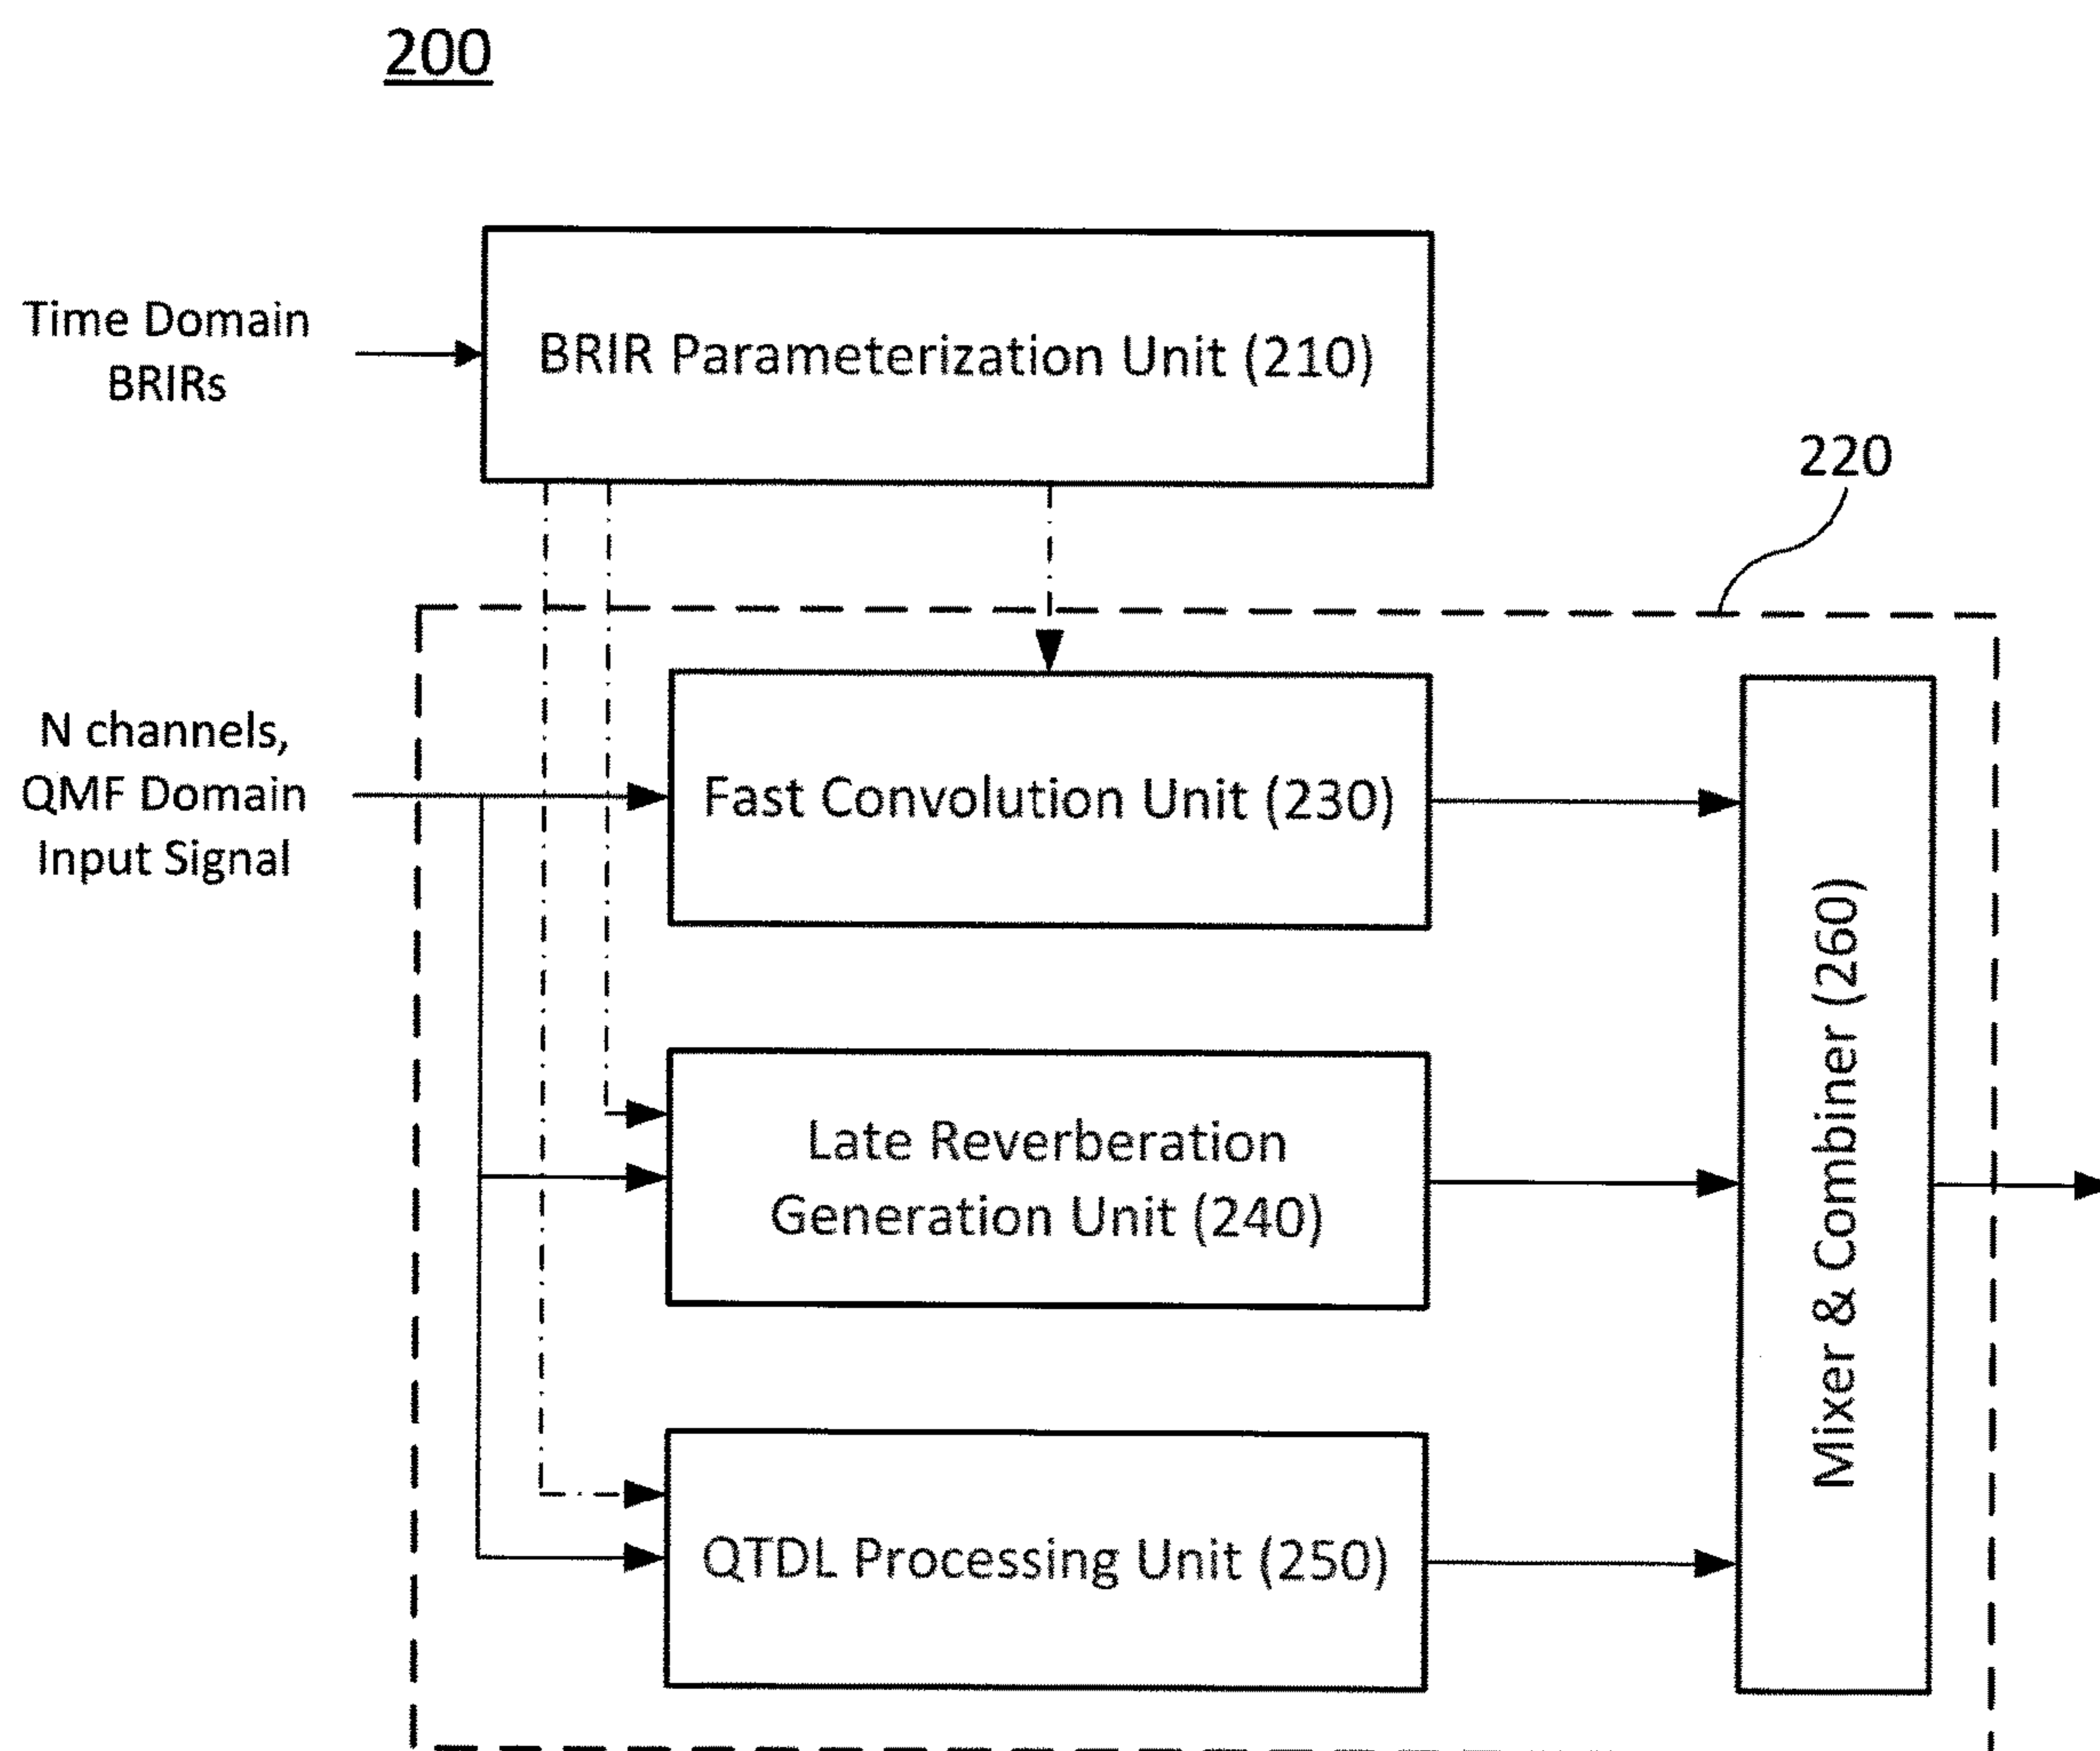 200
Time Domain
BRIRs
BRIR Parameterization Unit (210)
220
N channels,
QMF Domain
Input Signal
Fast Convolution Unit (230)
Late Reverberation
Generation Unit (240)
QTDL Processing Unit (250)
Mixer & Combiner (260)